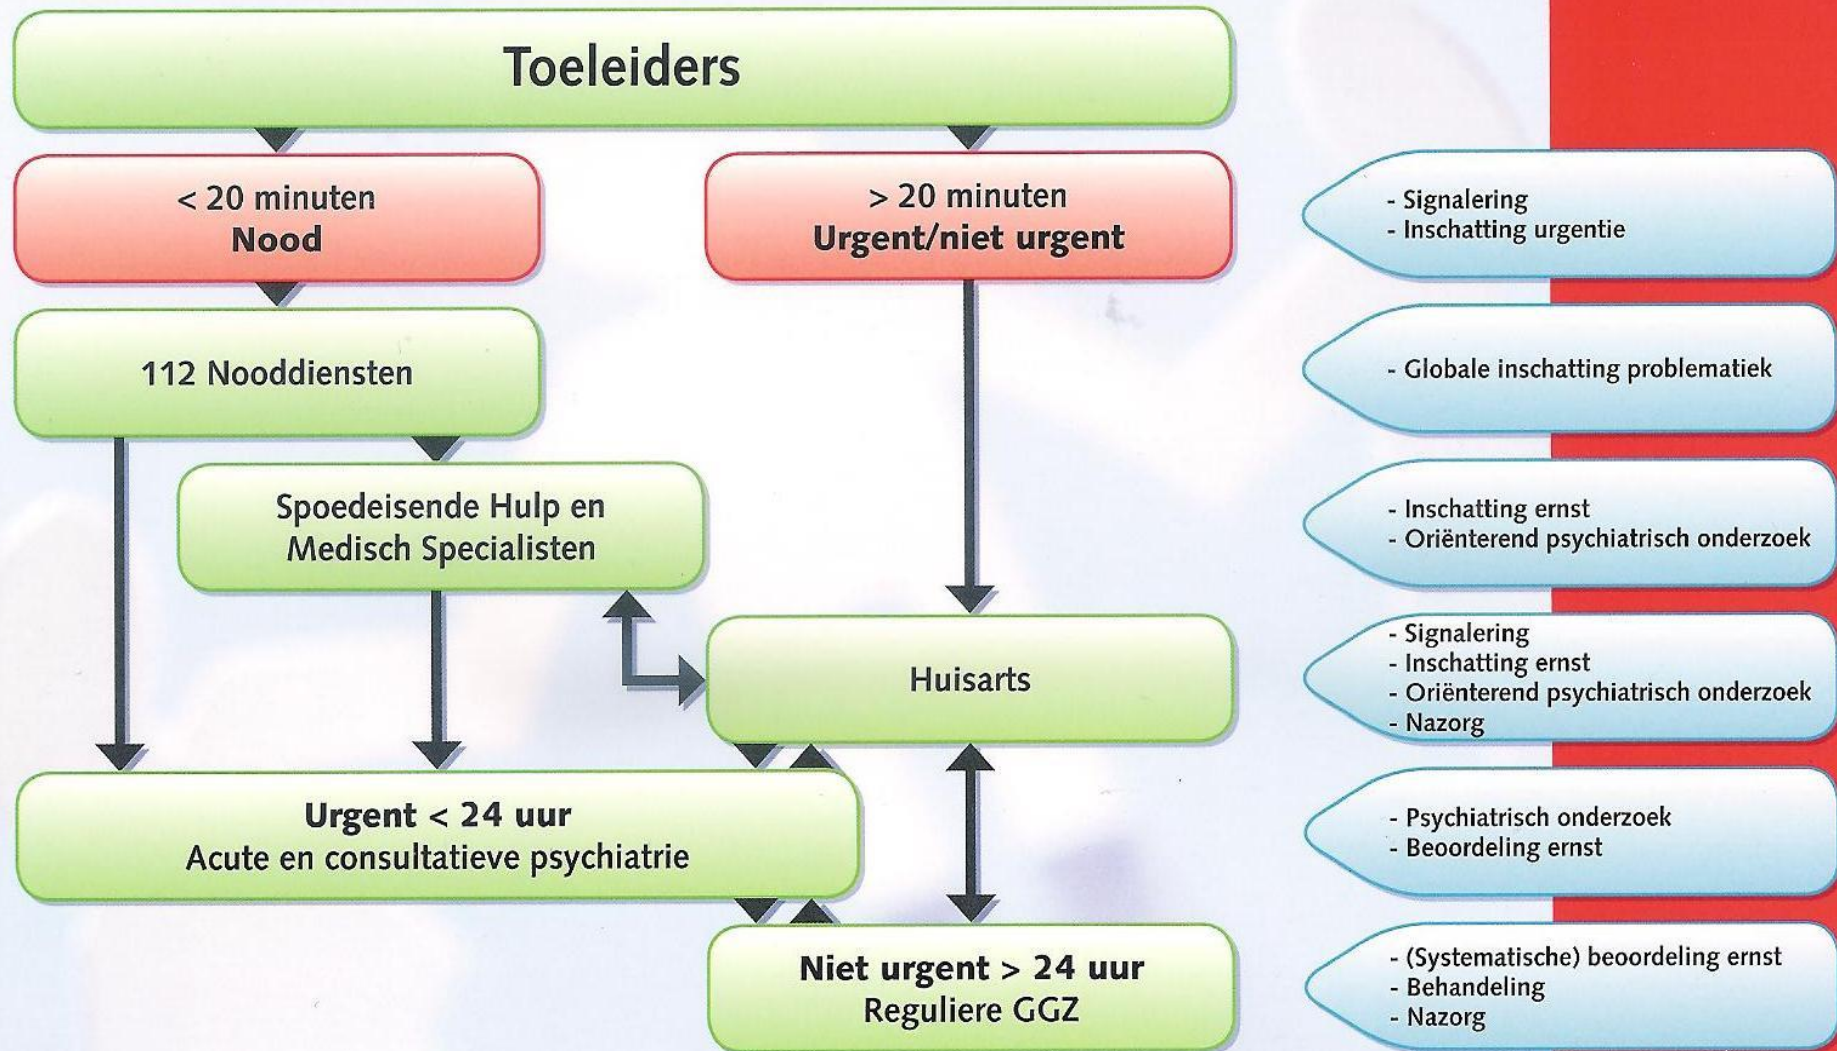 Toeleiders
< 20 minuten
Nood
> 20 minuten
Urgent/niet urgent
- Signalering
- Inschatting urgentie
112 Nooddiensten
- Globale inschatting problematiek
Spoedeisende Hulp en
Medisch Specialisten
- Inschatting ernst
- Oriënterend psychiatrisch onderzoek
Huisarts
- Signalering
- Inschatting ernst
- Oriënterend psychiatrisch onderzoek
- Nazorg
Urgent < 24 uur
Acute en consultatieve psychiatrie
- Psychiatrisch onderzoek
- Beoordeling ernst
Niet urgent > 24 uur
Reguliere GGZ
- (Systematische) beoordeling ernst
- Behandeling
- Nazorg